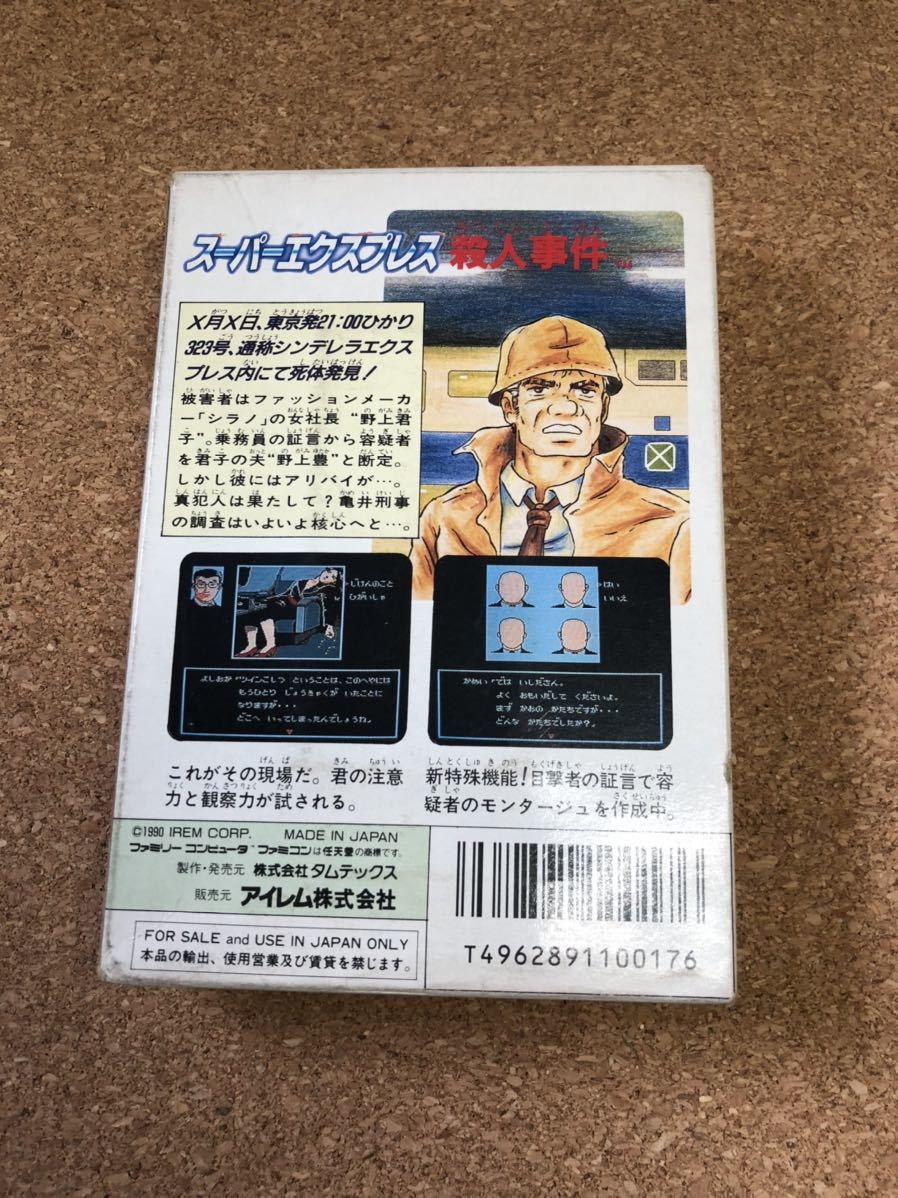 スーパーエクスプレス 殺人事件
X月X日、東京発21:00ひかり
323号、通称シンデレラエクス
プレス内にて死体発見!
被害者はファッションメーカ
ー「シラノ」の女社長 “野上君
子”。乗務員の証言から容疑者
を君子の夫“野上豊”と断定。
しかし彼にはアリバイが…。
真犯人は果たして?亀井刑事
の調査はいよいよ核心へと…。
じけんのこと
ひがいしゃ
よしおか「ツインこしつ ということは、このへやには
もうひとり じょうきゃくが いたことに
なりますが・・・
どこへ いってしまったんでしょうね。
はい
いいえ
かめい「では いしださん。
よく おもいだして くださいよ。
まず かおの かたちですが・・・
どんな かたちでしたか?」
これがその現場だ。君の注意
力と観察力が試される。
新特殊機能!目撃者の証言で容
疑者のモンタージュを作成中。
©1990 IREM CORP. MADE IN JAPAN
ファミリー コンピュータ ファミコンは任天堂の商標です。
製作・発売元 株式会社タムテックス
販売元 アイレム株式会社
FOR SALE and USE IN JAPAN ONLY
本品の輸出、使用営業及び賃貸を禁じます。
T4962891100176